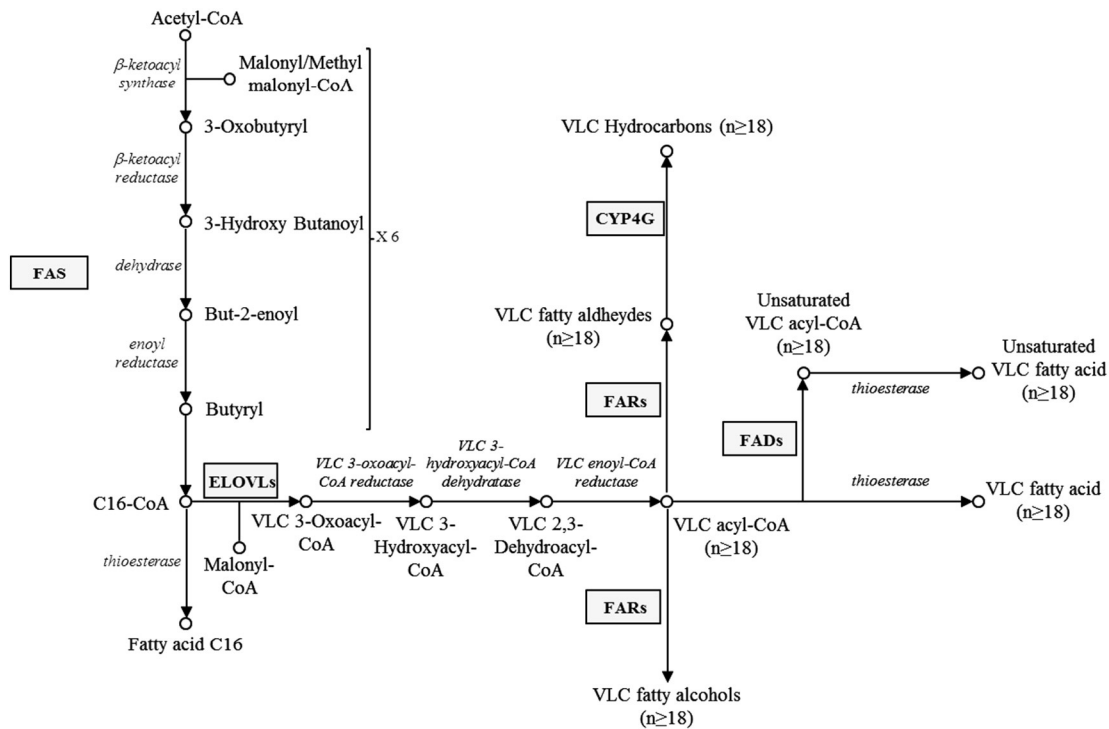 Acetyl-CoA
β-ketoacyl
synthase
Malonyl/Methyl
malonyl-CoA
3-Oxobutyryl
β-ketoacyl
reductase
3-Hydroxy Butanoyl
X 6
FAS
dehydrase
But-2-enoyl
enoyl
reductase
Butyryl
C16-CoA
ELOVLs
VLC 3-oxoacyl-
CoA reductase
VLC 3-
hydroxyacyl-CoA
dehydratase
VLC enoyl-CoA
reductase
VLC 3-Oxoacyl-
CoA
VLC 3-
Hydroxyacyl-
CoA
VLC 2,3-
Dehydroacyl-
CoA
VLC acyl-CoA
(n≥18)
Malonyl-
CoA
thioesterase
Fatty acid C16
VLC Hydrocarbons (n≥18)
CYP4G
VLC fatty aldheydes
(n≥18)
FARs
Unsaturated
VLC acyl-CoA
(n≥18)
thioesterase
Unsaturated
VLC fatty acid
(n≥18)
FADs
thioesterase
VLC fatty acid
(n≥18)
FARs
VLC fatty alcohols
(n≥18)